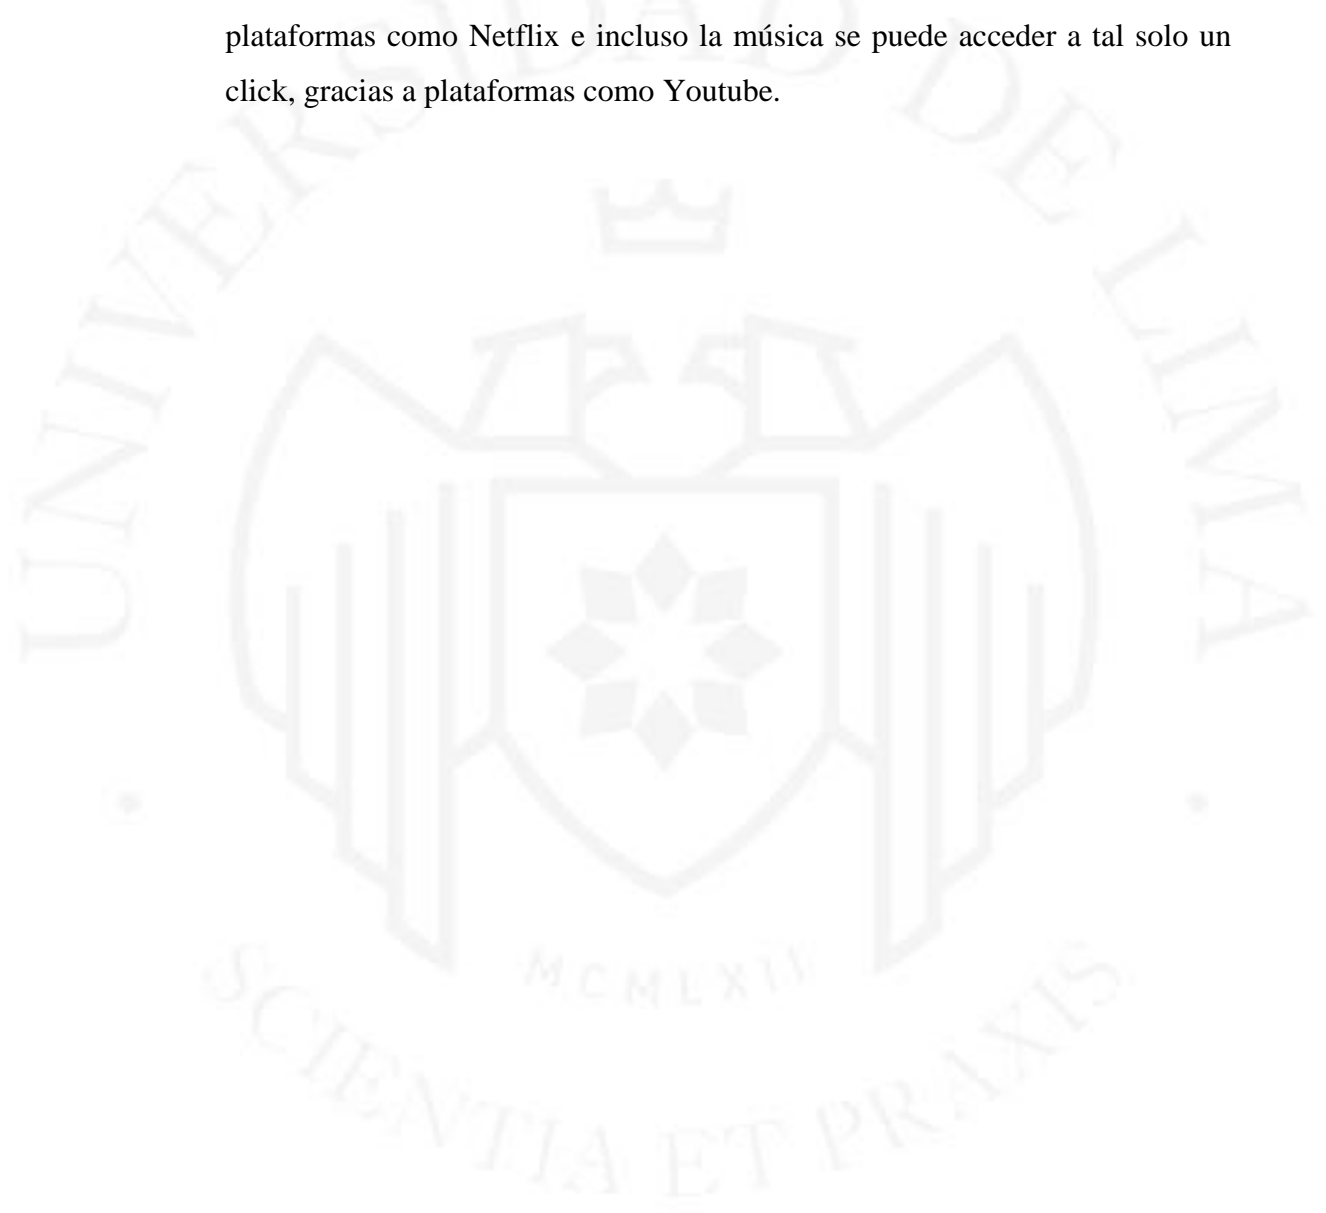 plataformas como Netflix e incluso la música se puede acceder a tal solo un
click, gracias a plataformas como Youtube.
UNIVERSIDAD DE LIMA
MCMLXII
SCIENTIA ET PRAXIS